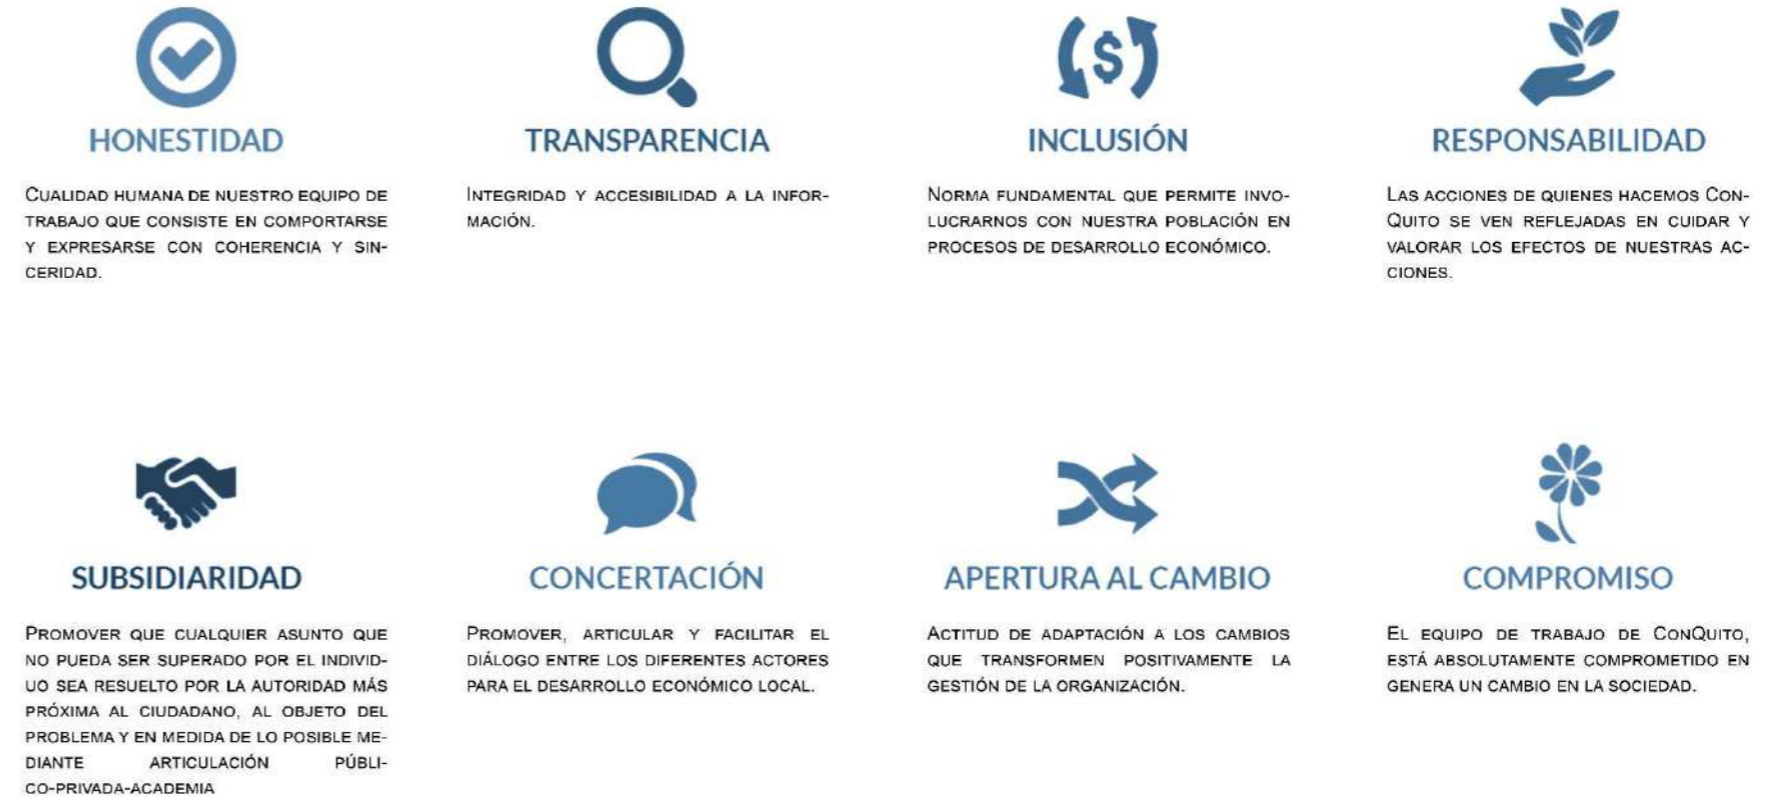 HONESTIDAD
CUALIDAD HUMANA DE NUESTRO EQUIPO DE
TRABAJO QUE CONSISTE EN COMPORTARSE
Y EXPRESARSE CON COHERENCIA Y SIN-
CERIDAD.
TRANSPARENCIA
INTEGRIDAD Y ACCESIBILIDAD A LA INFOR-
MACIÓN.
INCLUSIÓN
NORMA FUNDAMENTAL QUE PERMITE INVO-
LUCRARNOS CON NUESTRA POBLACIÓN EN
PROCESOS DE DESARROLLO ECONÓMICO.
RESPONSABILIDAD
LAS ACCIONES DE QUIENES HACEMOS CON-
QUITO SE VEN REFLEJADAS EN CUIDAR Y
VALORAR LOS EFECTOS DE NUESTRAS AC-
CIONES.
SUBSIDIARIDAD
PROMOVER QUE CUALQUIER ASUNTO QUE
NO PUEDA SER SUPERADO POR EL INDIVID-
UO SEA RESUELTO POR LA AUTORIDAD MÁS
PRÓXIMA AL CIUDADANO, AL OBJETO DEL
PROBLEMA Y EN MEDIDA DE LO POSIBLE ME-
DIANTE ARTICULACIÓN PÚBLI-
CO-PRIVADA-ACADEMIA
CONCERTACIÓN
PROMOVER, ARTICULAR Y FACILITAR EL
DIÁLOGO ENTRE LOS DIFERENTES ACTORES
PARA EL DESARROLLO ECONÓMICO LOCAL.
APERTURA AL CAMBIO
ACTITUD DE ADAPTACIÓN A LOS CAMBIOS
QUE TRANSFORMEN POSITIVAMENTE LA
GESTIÓN DE LA ORGANIZACIÓN.
COMPROMISO
EL EQUIPO DE TRABAJO DE CONQUITO,
ESTÁ ABSOLUTAMENTE COMPROMETIDO EN
GENERA UN CAMBIO EN LA SOCIEDAD.